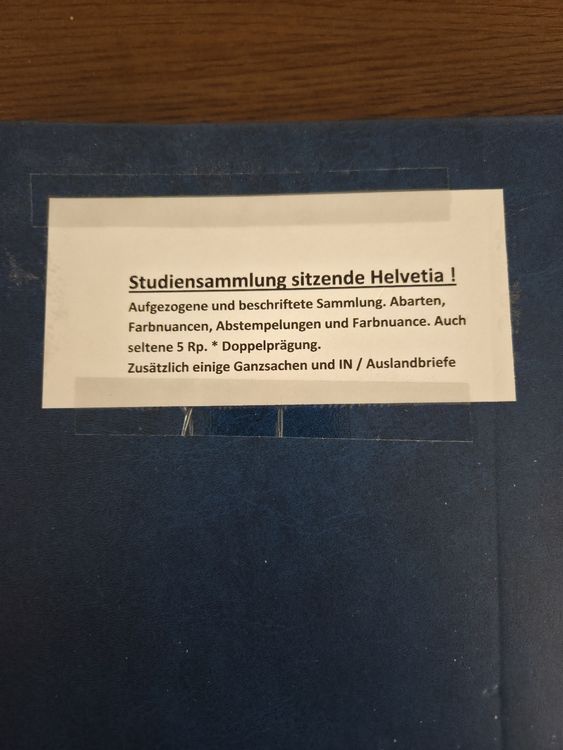 Studiensammlung sitzende Helvetia !
Aufgezogene und beschriftete Sammlung. Abarten,
Farbnuancen, Abstempelungen und Farbnuance. Auch
seltene 5 Rp. * Doppelprägung.
Zusätzlich einige Ganzsachen und IN / Auslandbriefe